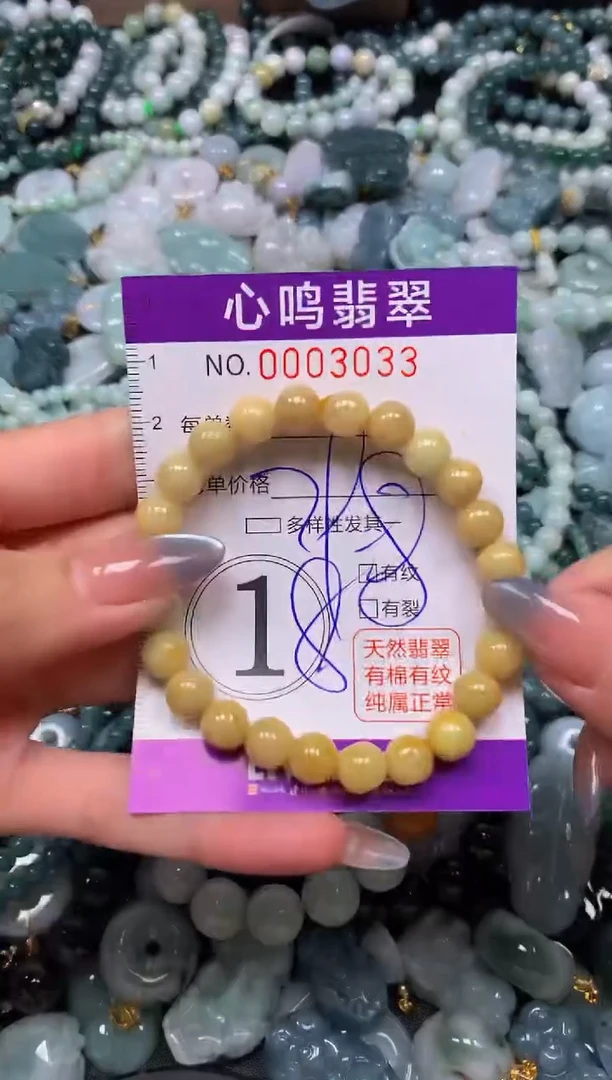 心鸣翡翠
1
NO.0003033
2
单价格
多样性发其一
有纹
有裂
1
天然翡翠
有棉有纹
纯属正常